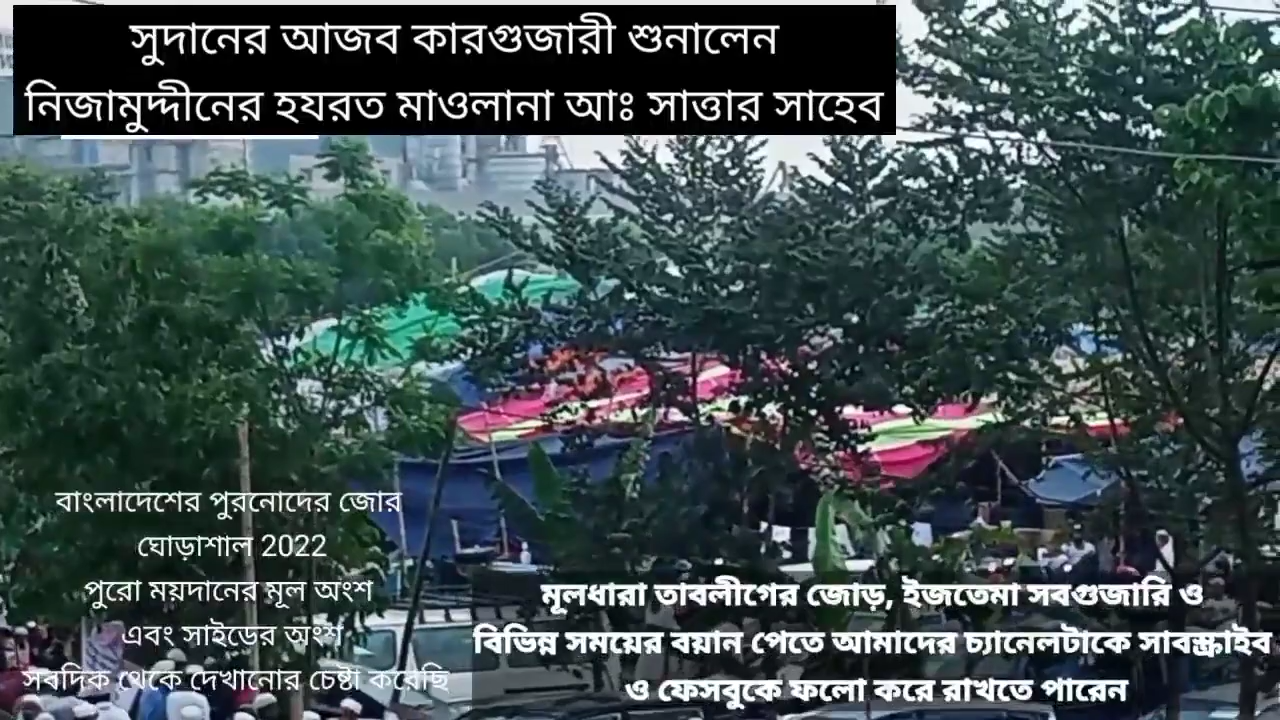 সুদানের আজব কারগুজারী শুনালেন
নিজামুদ্দীনের হযরত মাওলানা আঃ সাত্তার সাহেব
বাংলাদেশের পুরনোদের জোর
ঘোড়াশাল 2022
পুরো ময়দানের মূল অংশ
এবং সাইডের অংশ
সবদিক থেকে দেখানোর চেষ্টা করেছি
মূলধারা তাবলীগের জোড়, ইজতেমা সবগুজারি ও
বিভিন্ন সময়ের বয়ান পেতে আমাদের চ্যানেলটাকে সাবস্ক্রাইব
ও ফেসবুকে ফলো করে রাখতে পারেন